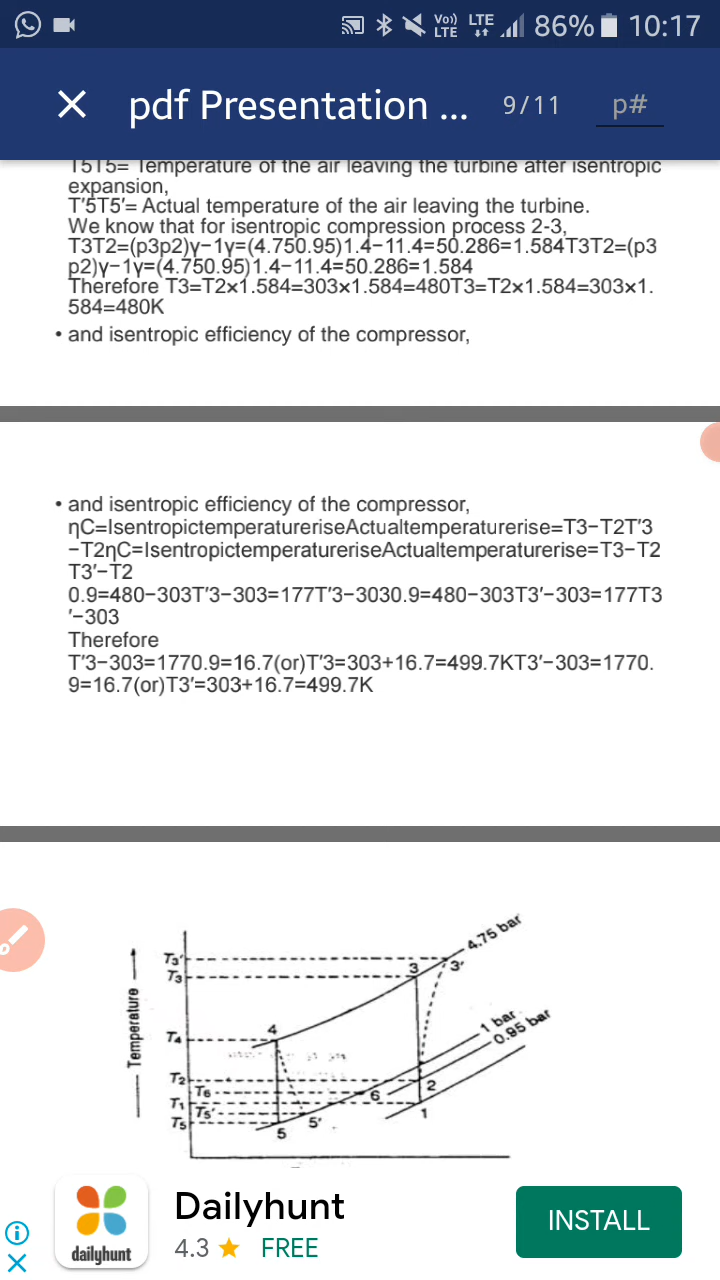 Vo)) LTE LTE 86% 10:17
pdf Presentation ... 9/11 p#
T5T5= Temperature of the air leaving the turbine after isentropic
expansion,
T′5T5′= Actual temperature of the air leaving the turbine.
We know that for isentropic compression process 2-3,
T3T2=(p3p2)γ−1γ=(4.750.95)1.4−11.4=50.286=1.584T3T2=(p3
p2)γ−1γ=(4.750.95)1.4−11.4=50.286=1.584
Therefore T3=T2×1.584=303×1.584=480T3=T2×1.584=303×1.
584=480K
• and isentropic efficiency of the compressor,
• and isentropic efficiency of the compressor,
ηC=IsentropictemperatureriseActualtemperaturerise=T3−T2T′3
−T2ηC=IsentropictemperatureriseActualtemperaturerise=T3−T2
T3′−T2
0.9=480−303T′3−303=177T′3−3030.9=480−303T3′−303=177T3
′−303
Therefore
T′3−303=1770.9=16.7(or)T′3=303+16.7=499.7KT3′−303=1770.
9=16.7(or)T3′=303+16.7=499.7K
4.75 bar
T3'
T3
3
3'
Temperature
1 bar
0.95 bar
T4
4
T2
2
T6
6
T1
1
T5'
5'
T5
5
Dailyhunt
4.3 ★ FREE
INSTALL
dailyhunt